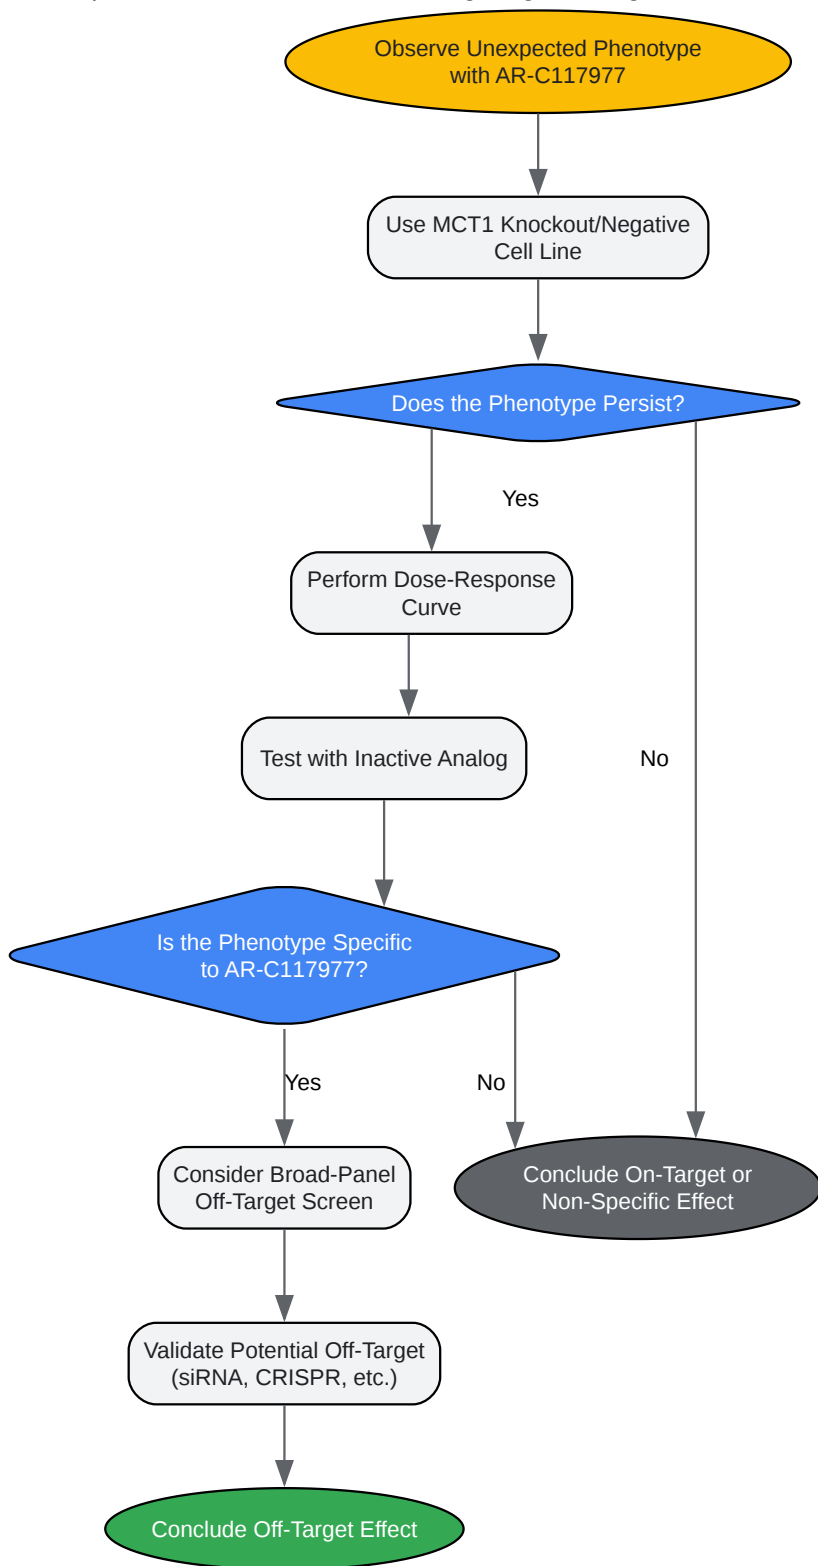 Observe Unexpected Phenotype
with AR-C117977
Use MCT1 Knockout/Negative
Cell Line
Does the Phenotype Persist?
Yes
Perform Dose-Response
Curve
Test with Inactive Analog
No
Is the Phenotype Specific
to AR-C117977?
Yes
No
Consider Broad-Panel
Off-Target Screen
Conclude On-Target or
Non-Specific Effect
Validate Potential Off-Target
(siRNA, CRISPR, etc.)
Conclude Off-Target Effect